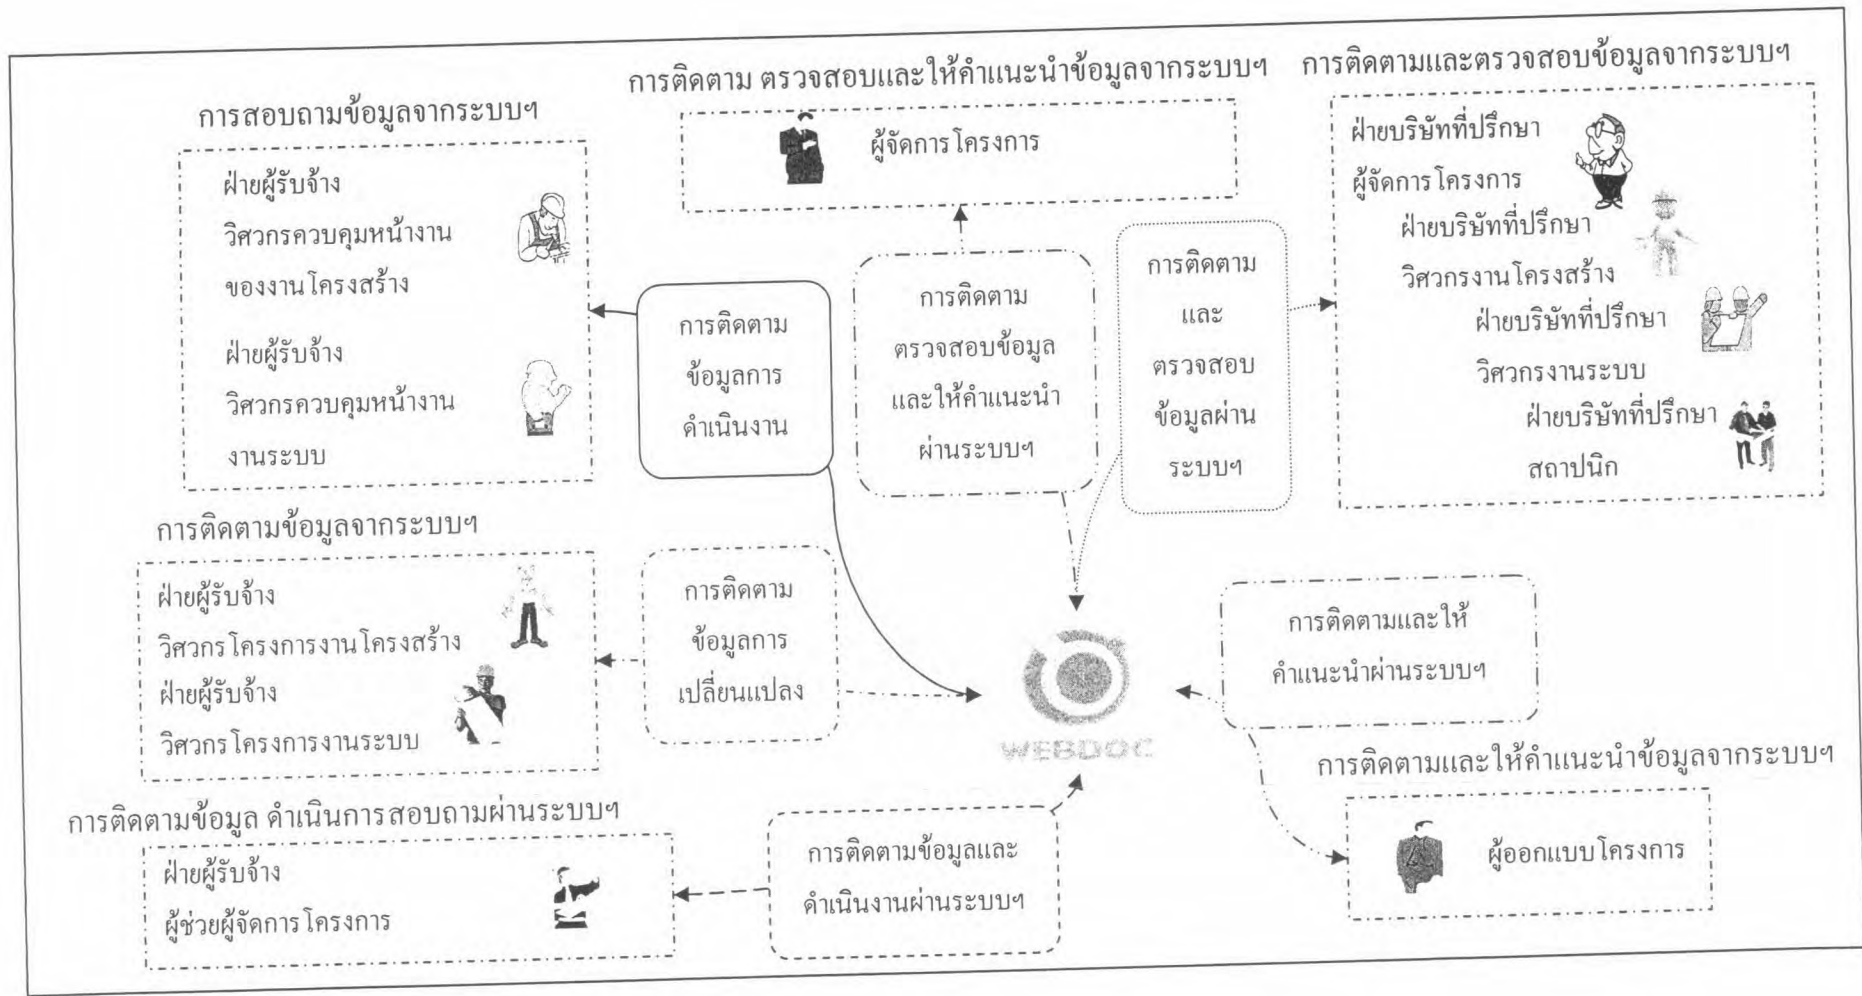 การสอบถามข้อมูลจากระบบฯ
ฝ่ายผู้รับจ้าง
วิศวกรควบคุมหน้างาน
ของงานโครงสร้าง
ฝ่ายผู้รับจ้าง
วิศวกรควบคุมหน้างาน
งานระบบ
การติดตาม ตรวจสอบและให้คำแนะนำข้อมูลจากระบบฯ
ผู้จัดการโครงการ
การติดตามและตรวจสอบข้อมูลจากระบบฯ
ฝ่ายบริษัทที่ปรึกษา
ผู้จัดการโครงการ
ฝ่ายบริษัทที่ปรึกษา
วิศวกรงานโครงสร้าง
ฝ่ายบริษัทที่ปรึกษา
วิศวกรงานระบบ
ฝ่ายบริษัทที่ปรึกษา
สถาปนิก
การติดตาม
ข้อมูลการ
ดำเนินงาน
การติดตาม
ตรวจสอบข้อมูล
และให้คำแนะนำ
ผ่านระบบฯ
การติดตาม
และ
ตรวจสอบ
ข้อมูลผ่าน
ระบบฯ
การติดตามข้อมูลจากระบบฯ
ฝ่ายผู้รับจ้าง
วิศวกรโครงการงานโครงสร้าง
ฝ่ายผู้รับจ้าง
วิศวกรโครงการงานระบบ
การติดตาม
ข้อมูลการ
เปลี่ยนแปลง
WEBDOC
การติดตามและให้
คำแนะนำผ่านระบบฯ
การติดตามและให้คำแนะนำข้อมูลจากระบบฯ
ผู้ออกแบบโครงการ
การติดตามข้อมูล ดำเนินการสอบถามผ่านระบบฯ
ฝ่ายผู้รับจ้าง
ผู้ช่วยผู้จัดการโครงการ
การติดตามข้อมูลและ
ดำเนินงานผ่านระบบฯ